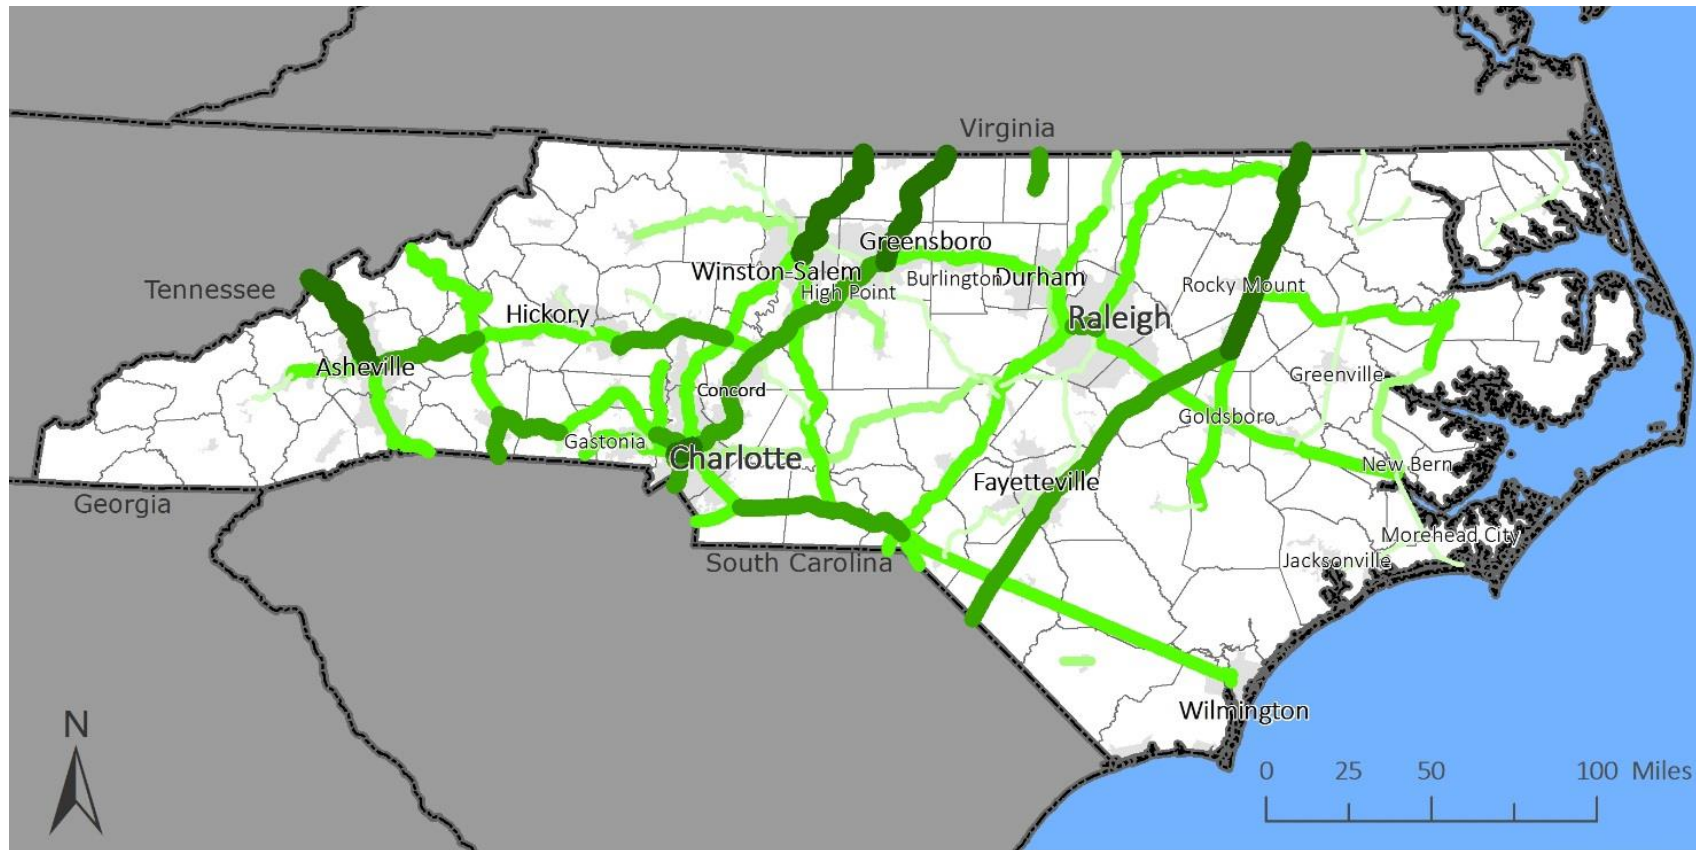 Virginia
Greensboro
Winston-Salem
Burlington
Durham
High Point
Rocky Mount
Tennessee
Hickory
Raleigh
Asheville
Greenville
Concord
Goldsboro
Gastonia
Charlotte
New Bern
Fayetteville
Georgia
Morehead City
South Carolina
Jacksonville
Wilmington
N
0 25 50 100 Miles